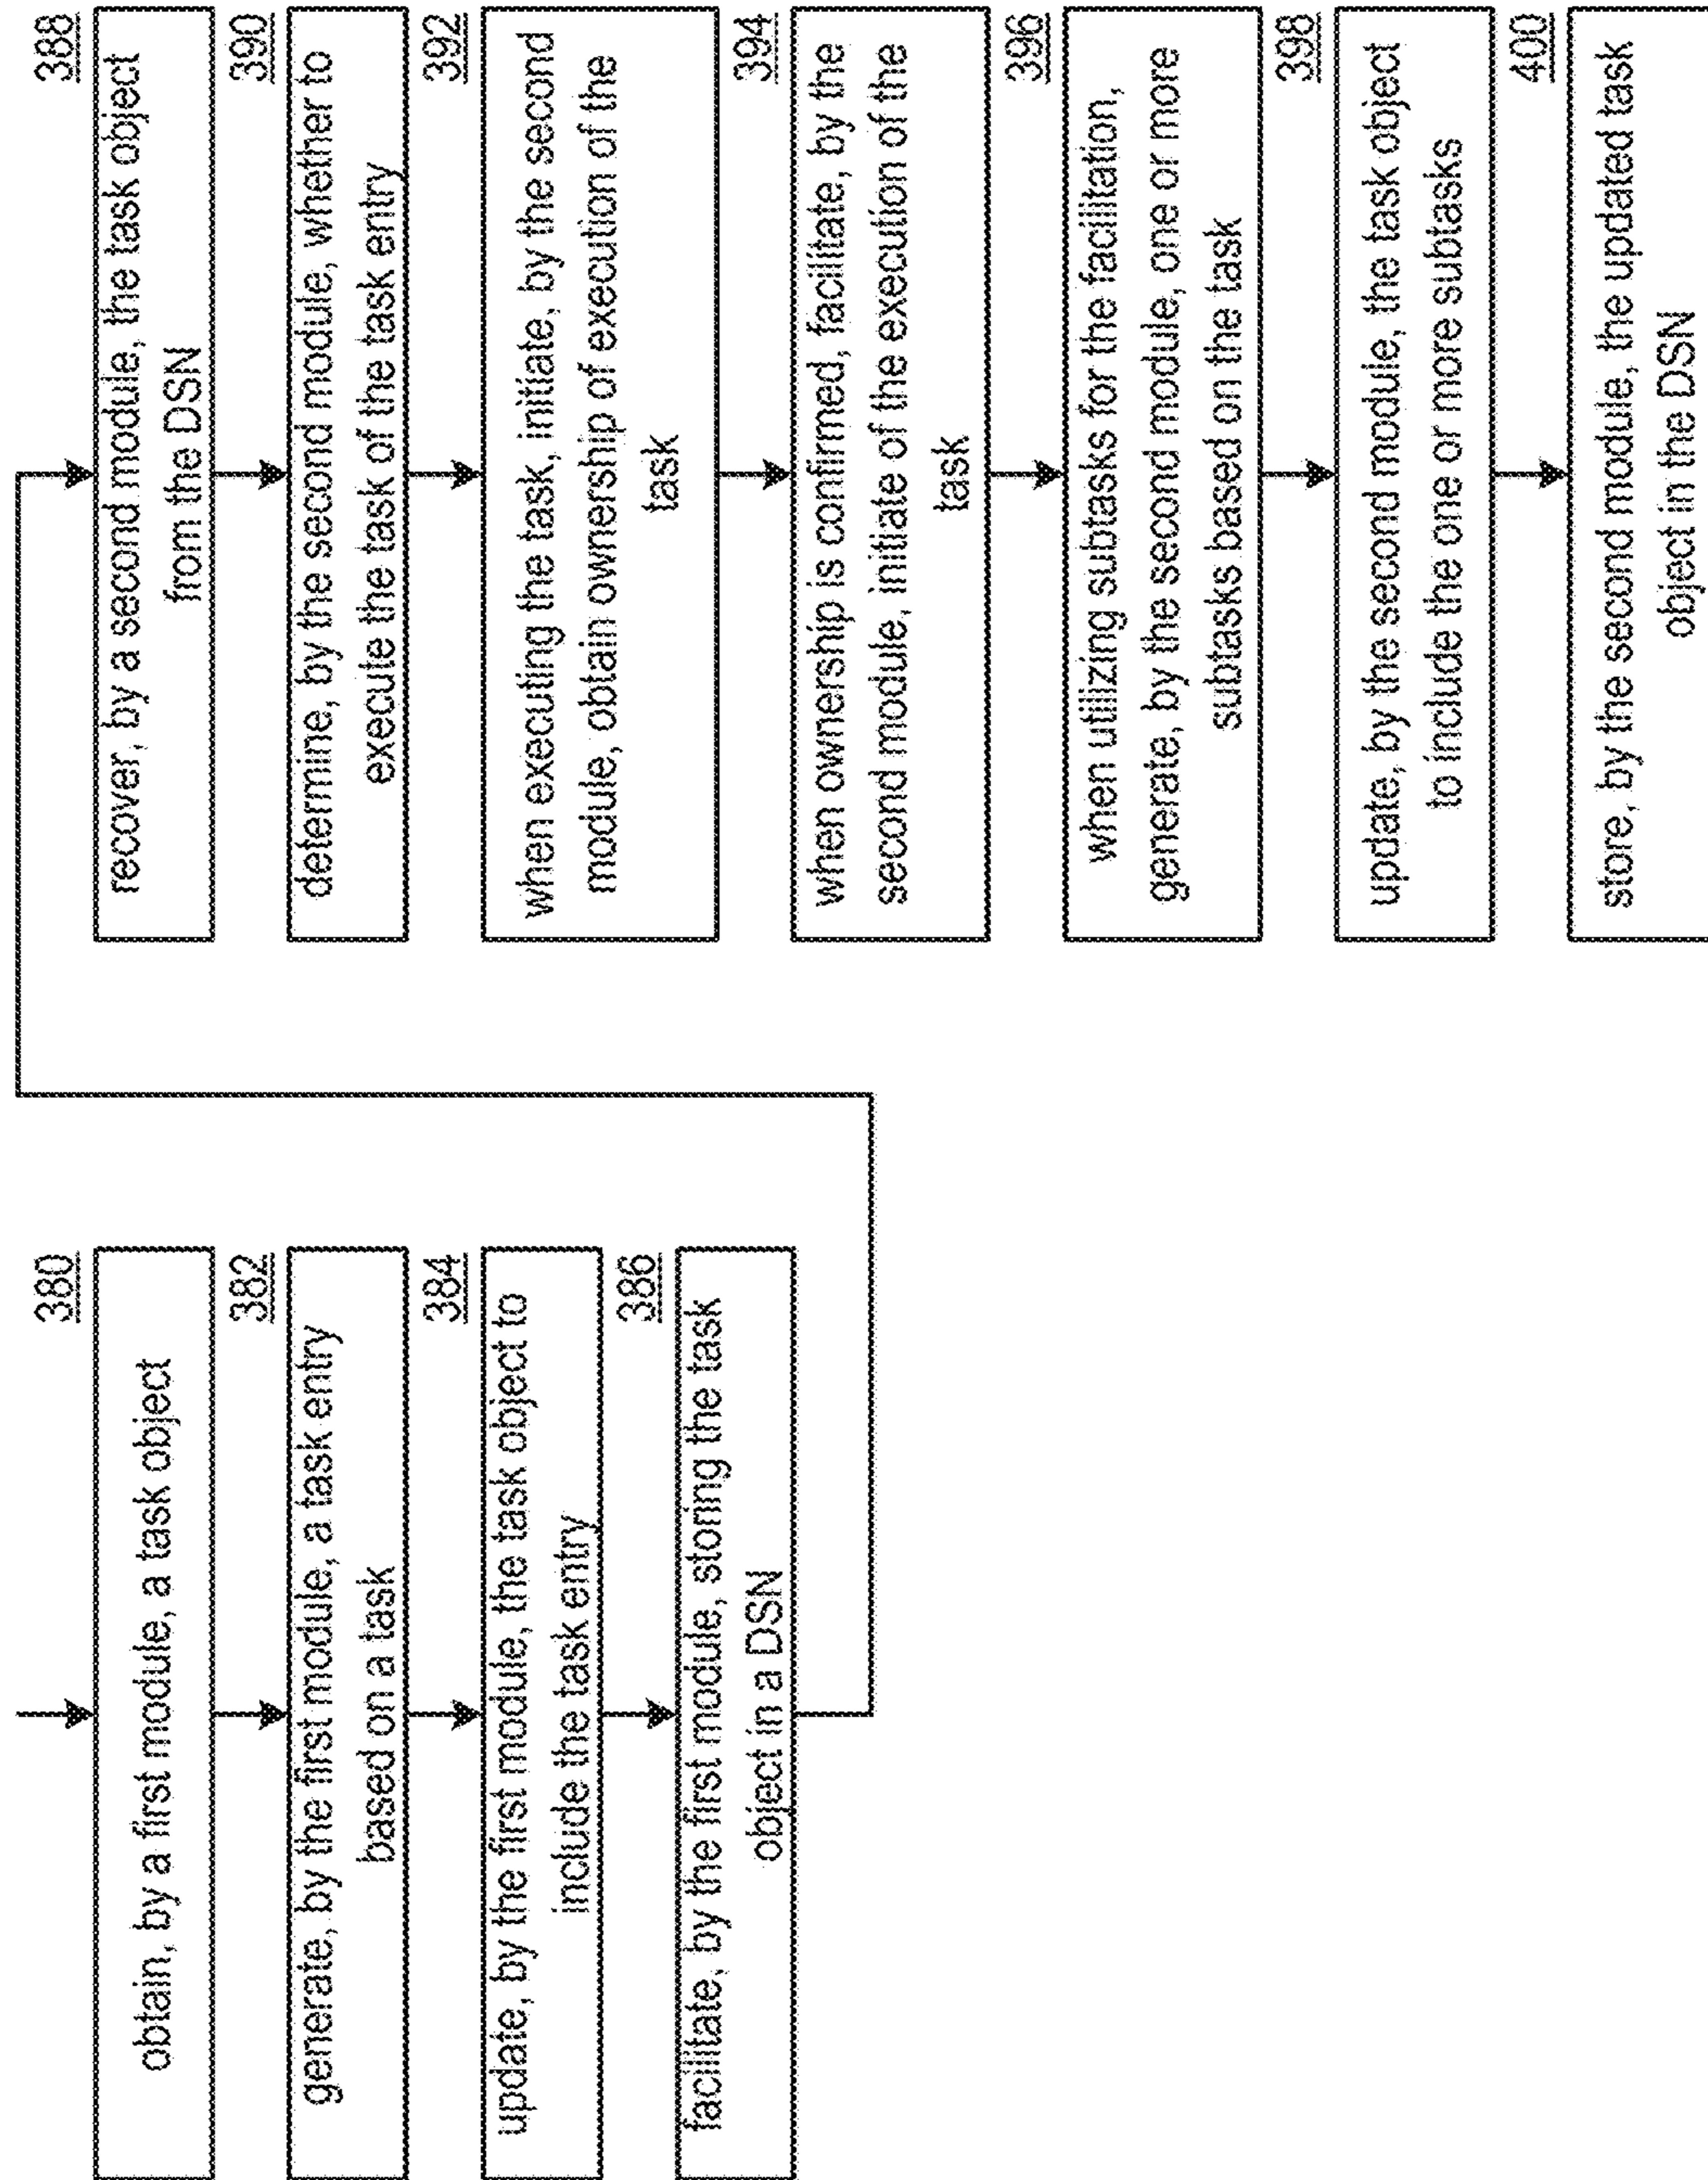 380
obtain, by a first module, a task object
382
generate, by the first module, a task entry
based on a task
384
update, by the first module, the task object to
include the task entry
386
facilitate, by the first module, storing the task
object in a DSN
388
recover, by a second module, the task object
from the DSN
390
determine, by the second module, whether to
execute the task of the task entry
392
when executing the task, initiate, by the second
module, obtain ownership of execution of the
task
394
when ownership is confirmed, facilitate, by the
second module, initiate of the execution of the
task
396
when utilizing subtasks for the facilitation,
generate, by the second module, one or more
subtasks based on the task
398
update, by the second module, the task object
to include the one or more subtasks
400
store, by the second module, the updated task
object in the DSN